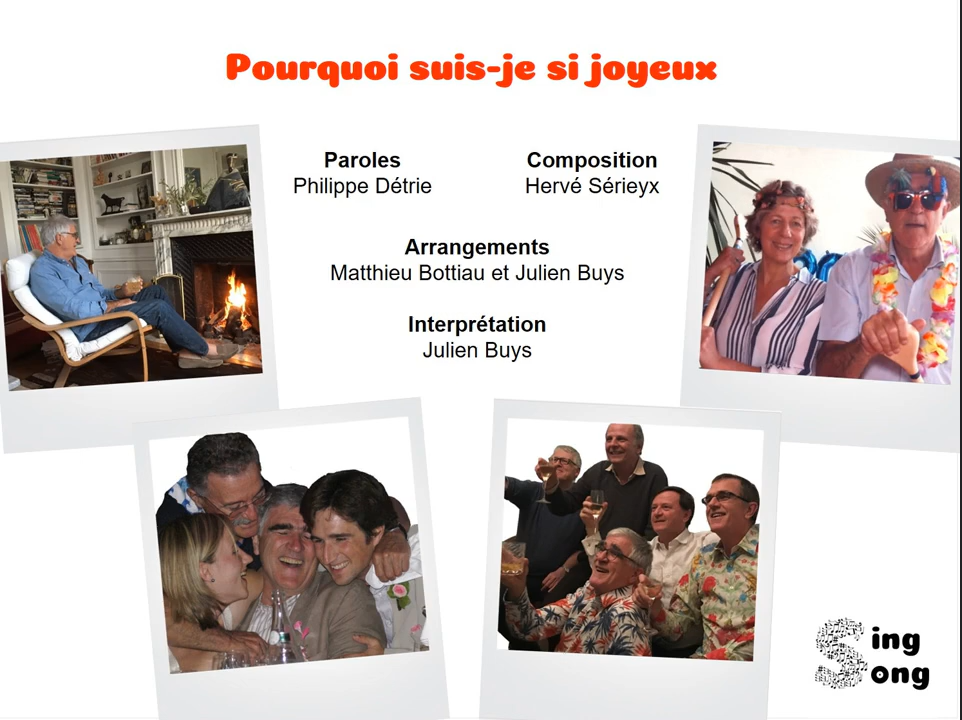 Pourquoi suis-je si joyeux
Paroles
Philippe Détrie
Composition
Hervé Sérieyx
Arrangements
Matthieu Bottiau et Julien Buys
Interprétation
Julien Buys
Sing
Song